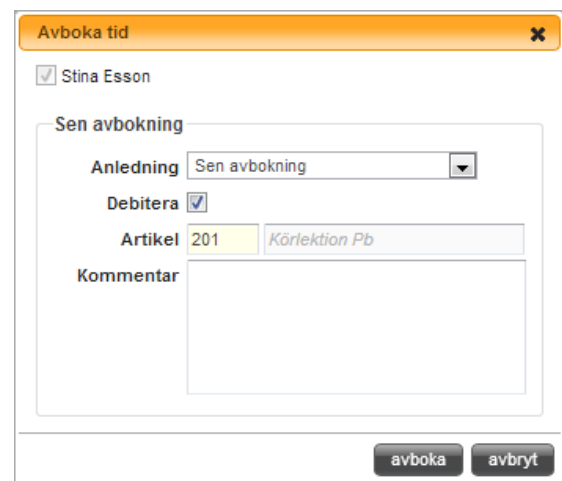 Avboka tid
Stina Esson
Sen avbokning
Anledning Sen avbokning
Debitera
Artikel 201 Körlektion Pb
Kommentar
avboka avbryt